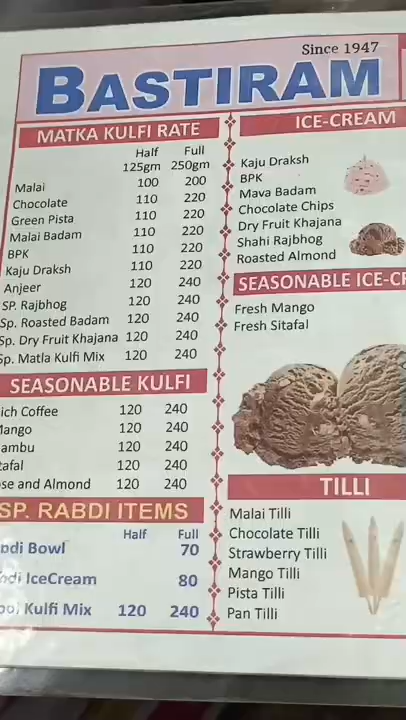 Since 1947
BASTIRAM
MATKA KULFI RATE
Half Full
125gm 250gm
Malai 100 200
Chocolate 110 220
Green Pista 110 220
Malai Badam 110 220
BPK 110 220
Kaju Draksh 110 220
Anjeer 120 240
SP. Rajbhog 120 240
Sp. Roasted Badam 120 240
Sp. Dry Fruit Khajana 120 240
Sp. Matla Kulfi Mix 120 240
SEASONABLE KULFI
ich Coffee 120 240
Mango 120 240
ambu 120 240
tafal 120 240
se and Almond 120 240
SP. RABDI ITEMS
Half Full
bdi Bowl 70
di IceCream 80
Kulfi Mix 120 240
ICE-CREAM
Kaju Draksh
BPK
Mava Badam
Chocolate Chips
Dry Fruit Khajana
Shahi Rajbhog
Roasted Almond
SEASONABLE ICE-CR
Fresh Mango
Fresh Sitafal
TILLI
Malai Tilli
Chocolate Tilli
Strawberry Tilli
Mango Tilli
Pista Tilli
Pan Tilli